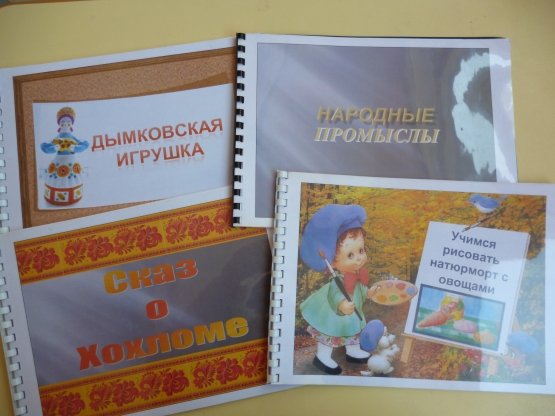 ДЫМКОВСКАЯ
ИГРУШКА
НАРОДНЫЕ
ПРОМЫСЛЫ
Сказ
о
Хохломе
Учимся
рисовать
натюрморт с
овощами